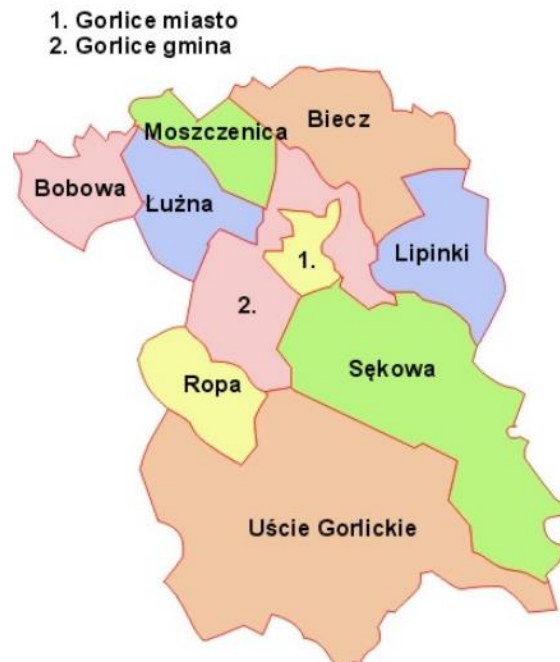 1. Gorlice miasto
2. Gorlice gmina
Moszczenica
Biecz
Bobowa
Łużna
Lipinki
1.
2.
Sękowa
Ropa
Uście Gorlickie